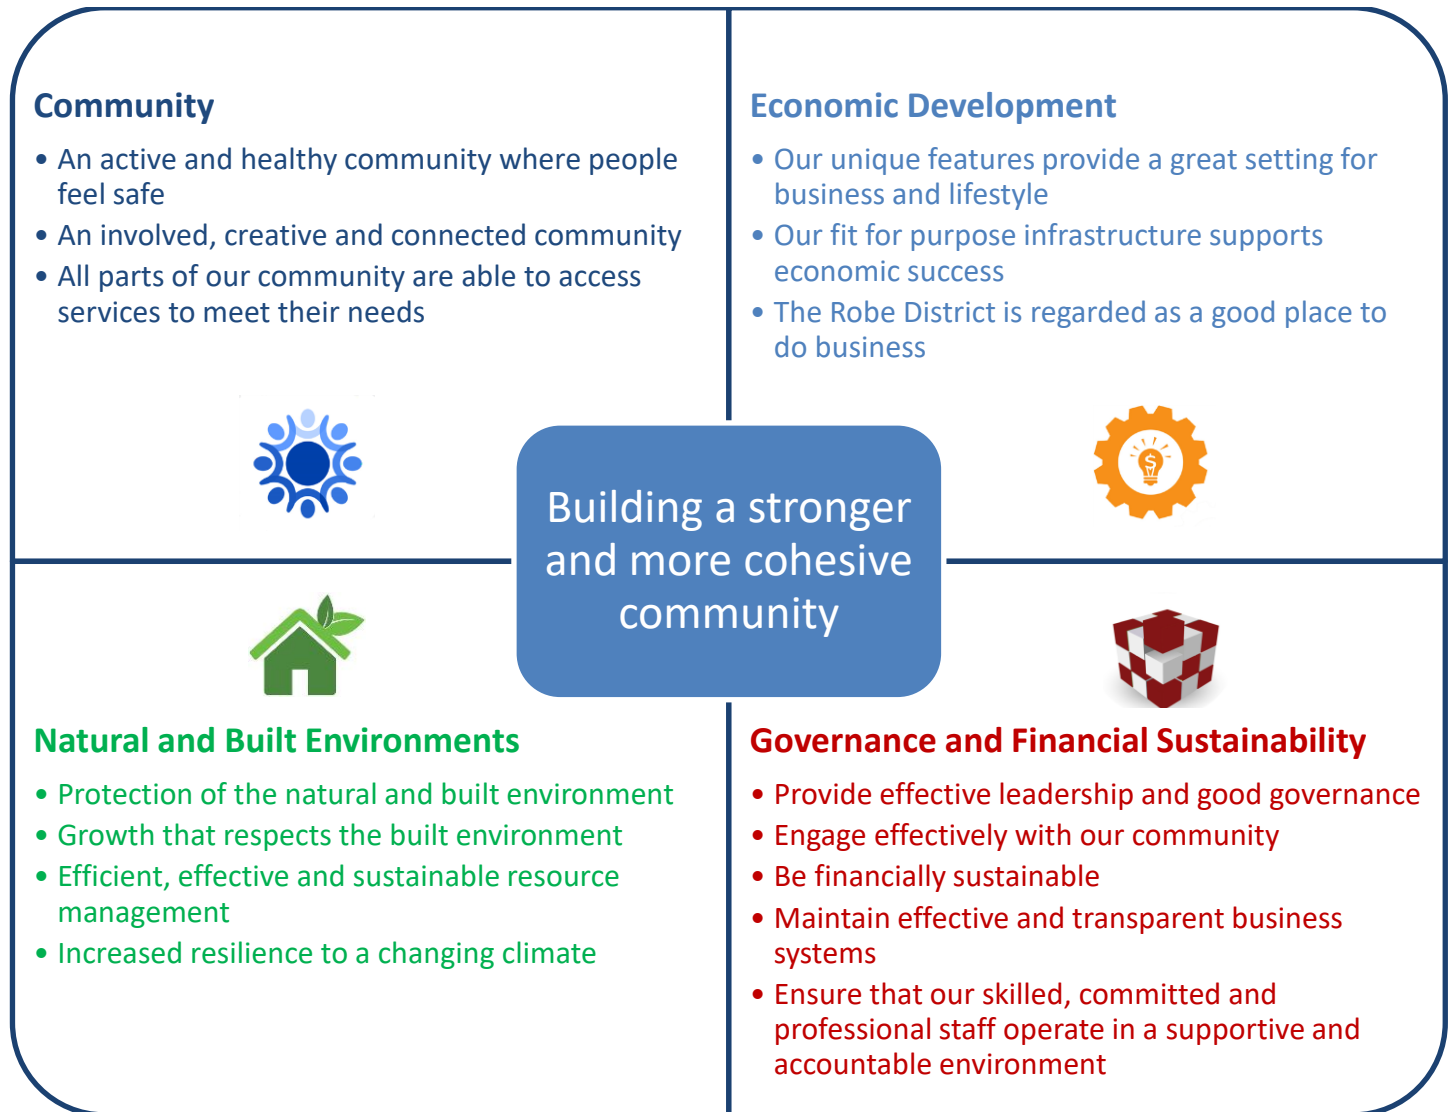 Community
• An active and healthy community where people
feel safe
• An involved, creative and connected community
• All parts of our community are able to access
services to meet their needs
Economic Development
• Our unique features provide a great setting for
business and lifestyle
• Our fit for purpose infrastructure supports
economic success
• The Robe District is regarded as a good place to
do business
$
Building a stronger
and more cohesive
community
Natural and Built Environments
• Protection of the natural and built environment
• Growth that respects the built environment
• Efficient, effective and sustainable resource
management
• Increased resilience to a changing climate
Governance and Financial Sustainability
• Provide effective leadership and good governance
• Engage effectively with our community
• Be financially sustainable
• Maintain effective and transparent business
systems
• Ensure that our skilled, committed and
professional staff operate in a supportive and
accountable environment